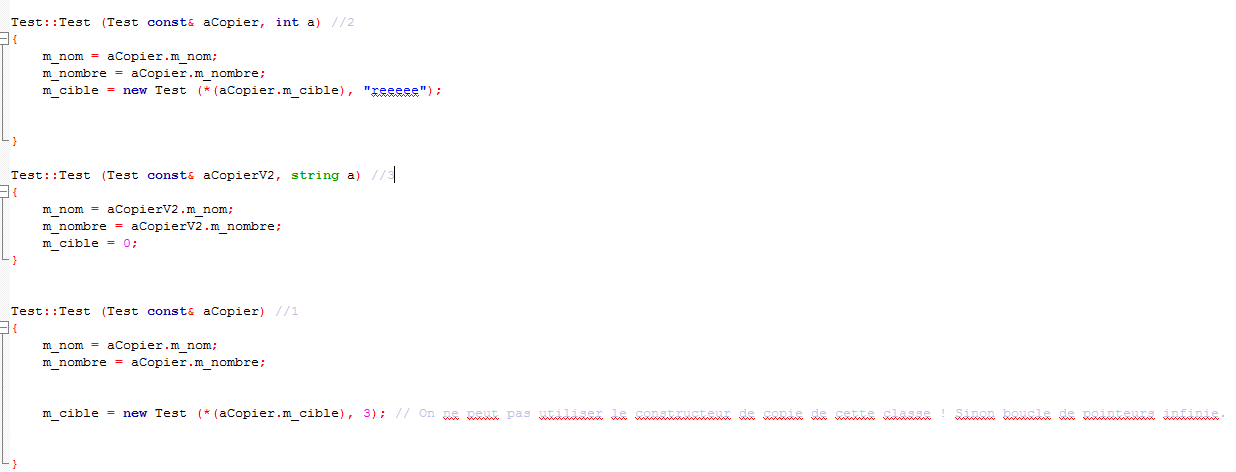 Test::Test (Test const& aCopier, int a) //2
{
m_nom = aCopier.m_nom;
m_nombre = aCopier.m_nombre;
m_cible = new Test (*(aCopier.m_cible), "reeeee");
}
Test::Test (Test const& aCopierV2, string a) //3
{
m_nom = aCopierV2.m_nom;
m_nombre = aCopierV2.m_nombre;
m_cible = 0;
}
Test::Test (Test const& aCopier) //1
{
m_nom = aCopier.m_nom;
m_nombre = aCopier.m_nombre;
m_cible = new Test (*(aCopier.m_cible), 3); // On ne peut pas utiliser le constructeur de copie de cette classe ! Sinon boucle de pointeurs infinie.
}